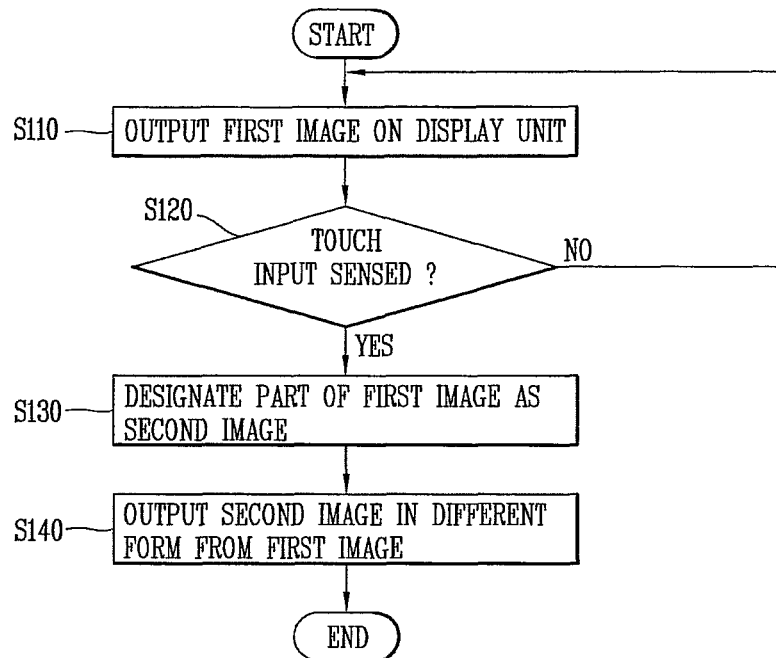 START
S110
OUTPUT FIRST IMAGE ON DISPLAY UNIT
S120
TOUCH
INPUT SENSED ?
NO
YES
S130
DESIGNATE PART OF FIRST IMAGE AS
SECOND IMAGE
S140
OUTPUT SECOND IMAGE IN DIFFERENT
FORM FROM FIRST IMAGE
END